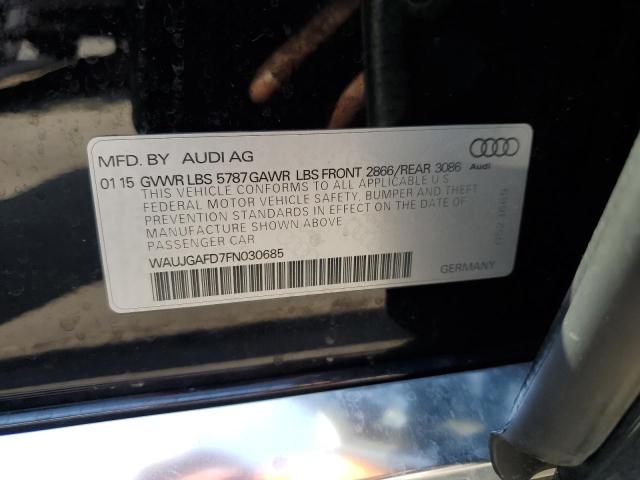 MFD. BY AUDI AG
01 15 GVWR LBS 5787 GAWR LBS FRONT 2866/REAR 3086
Audi
THIS VEHICLE CONFORMS TO ALL APPLICABLE U.S.
FEDERAL MOTOR VEHICLE SAFETY, BUMPER AND THEFT
PREVENTION STANDARDS IN EFFECT ON THE DATE OF
MANUFACTURE SHOWN ABOVE
PASSENGER CAR
WAUJGAFD7FN030685
GERMANY